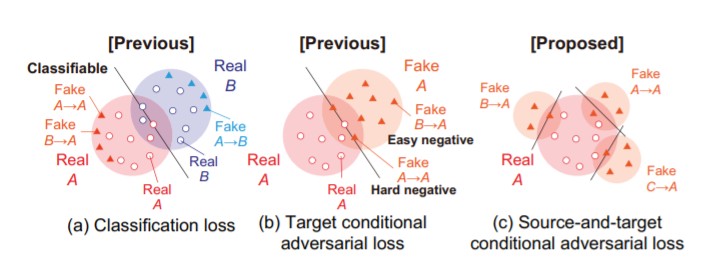 [Previous]
Classifiable
Real
B
Fake
A→A
Fake
B→A
Fake
A→B
Real
A
Real
B
Real
A
(a) Classification loss
[Previous]
Fake
A
Fake
B→A
Easy negative
Fake
A→A
Real
A
Hard negative
Real
A
(b) Target conditional
adversarial loss
[Proposed]
Fake
A→A
Fake
B→A
Real
A
Fake
C→A
(c) Source-and-target
conditional adversarial loss